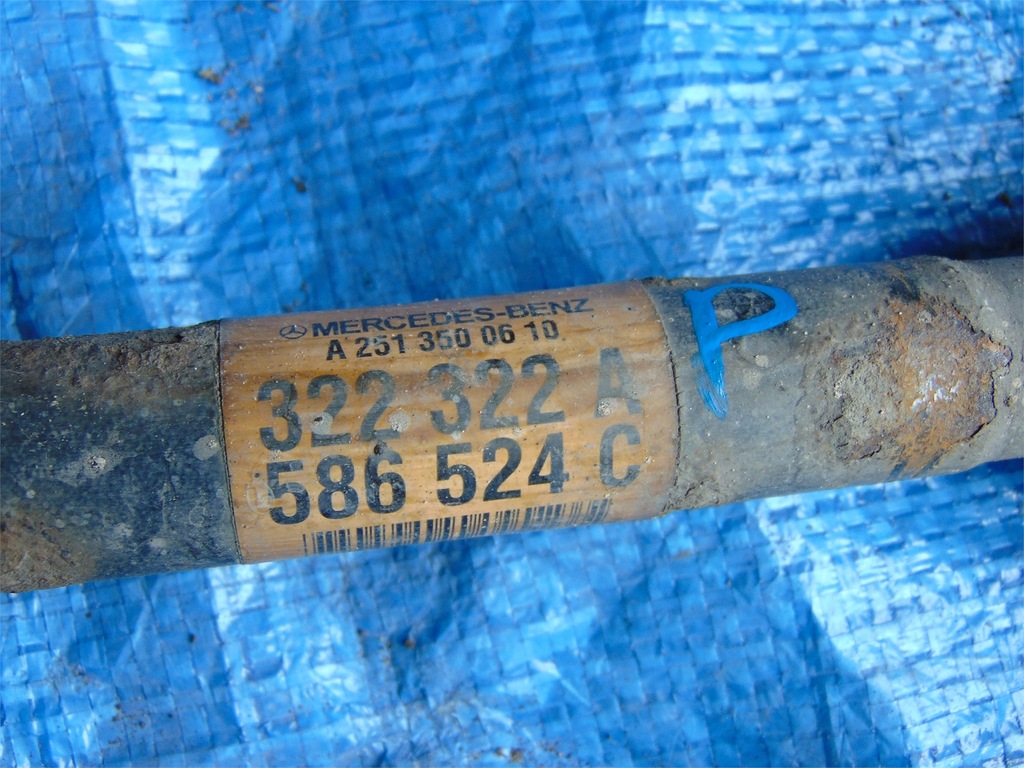 MERCEDES-BENZ
A 251 350 06 10
322 322 A
586 524 C
P